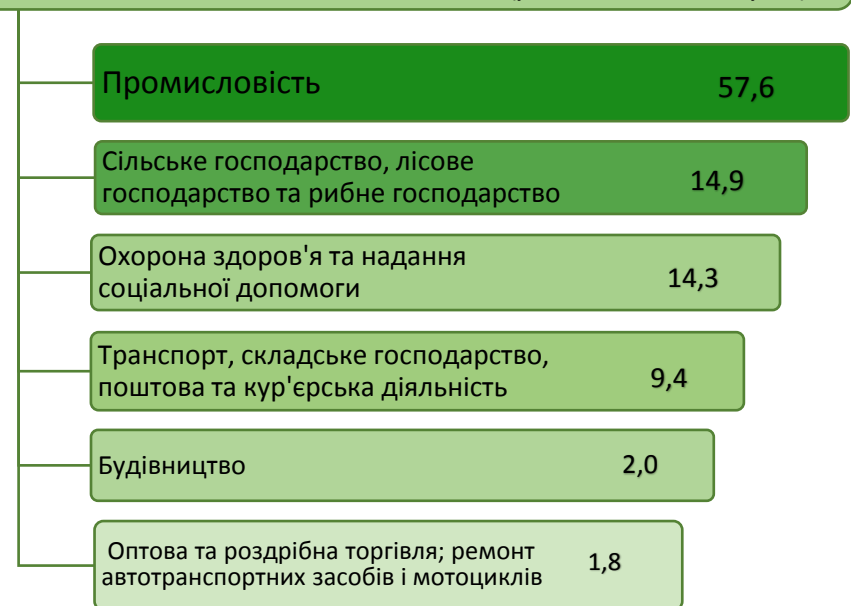 Промисловість 57,6
Сільське господарство, лісове
господарство та рибне господарство 14,9
Охорона здоров'я та надання
соціальної допомоги 14,3
Транспорт, складське господарство,
поштова та кур'єрська діяльність 9,4
Будівництво 2,0
Оптова та роздрібна торгівля; ремонт
автотранспортних засобів і мотоциклів 1,8